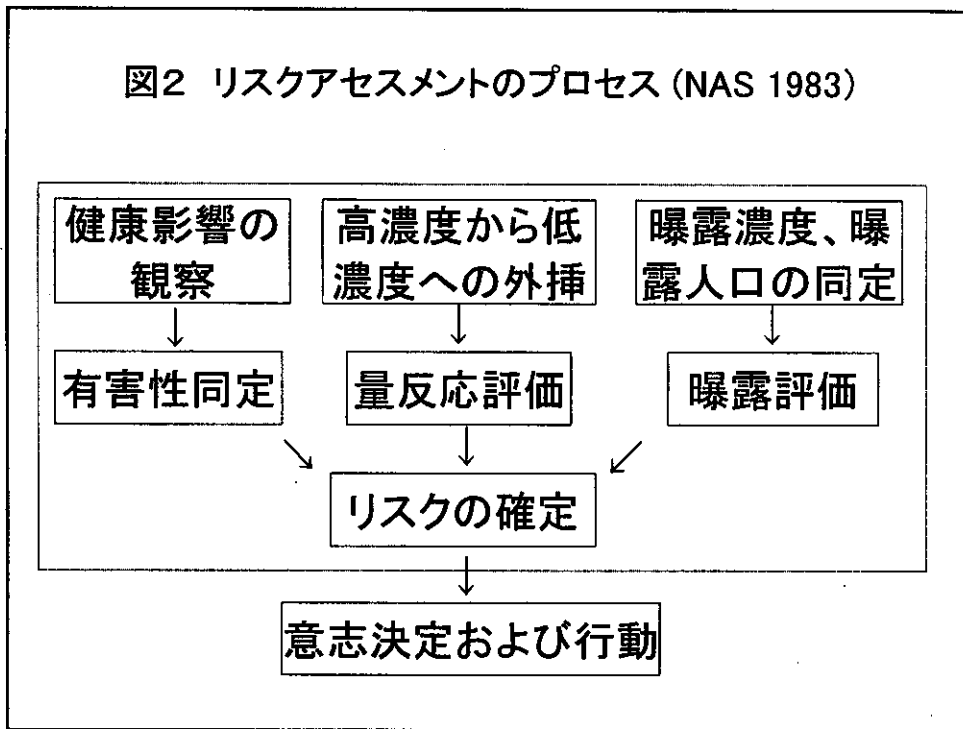 図2 リスクアセスメントのプロセス (NAS 1983)
健康影響の
観察
高濃度から低
濃度への外挿
曝露濃度、曝
露人口の同定
有害性同定
量反応評価
曝露評価
リスクの確定
意志決定および行動